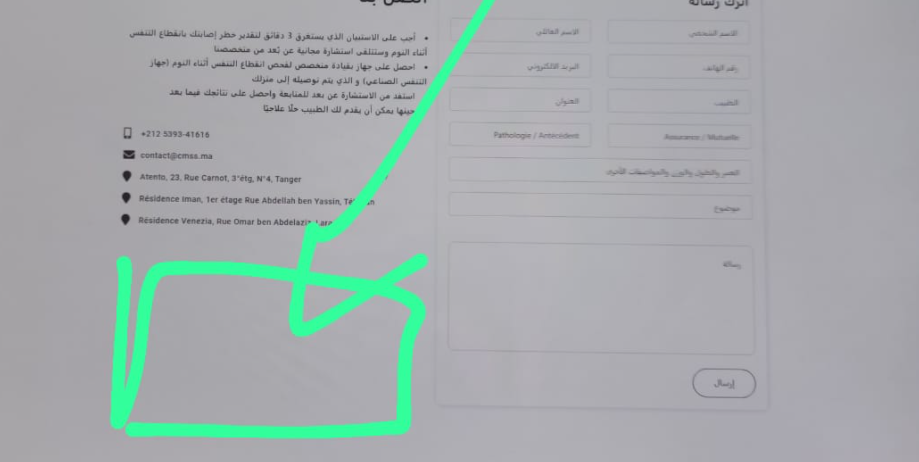 اترك رسالة
الاسم الشخصي
الاسم العائلي
رقم الهاتف
البريد الالكتروني
الطبيب
العنوان
Assurance / Mutuelle
Pathologie / Antécédent
العمر والطول والوزن والمواصفات الأخرى
موضوع
رسالة
إرسال
اتصل بنا
أجب على الاستبيان الذي يستغرق 3 دقائق لتقدير خطر إصابتك بانقطاع التنفس
أثناء النوم وستتلقى استشارة مجانية عن بُعد من متخصصنا
احصل على جهاز بقيادة متخصص لفحص انقطاع التنفس أثناء النوم (جهاز
التنفس الصناعي) و الذي يتم توصيله إلى منزلك
استفد من الاستشارة عن بعد للمتابعة واحصل على نتائجك فيما بعد
حينها يمكن أن يقدم لك الطبيب حلًا علاجيًا
+212 5393-41616
contact@cmss.ma
Atento, 23, Rue Carnot, 3°étg, N°4, Tanger
Résidence Iman, 1er étage Rue Abdellah ben Yassin,
Résidence Venezia, Rue Omar ben Abdelaziz,